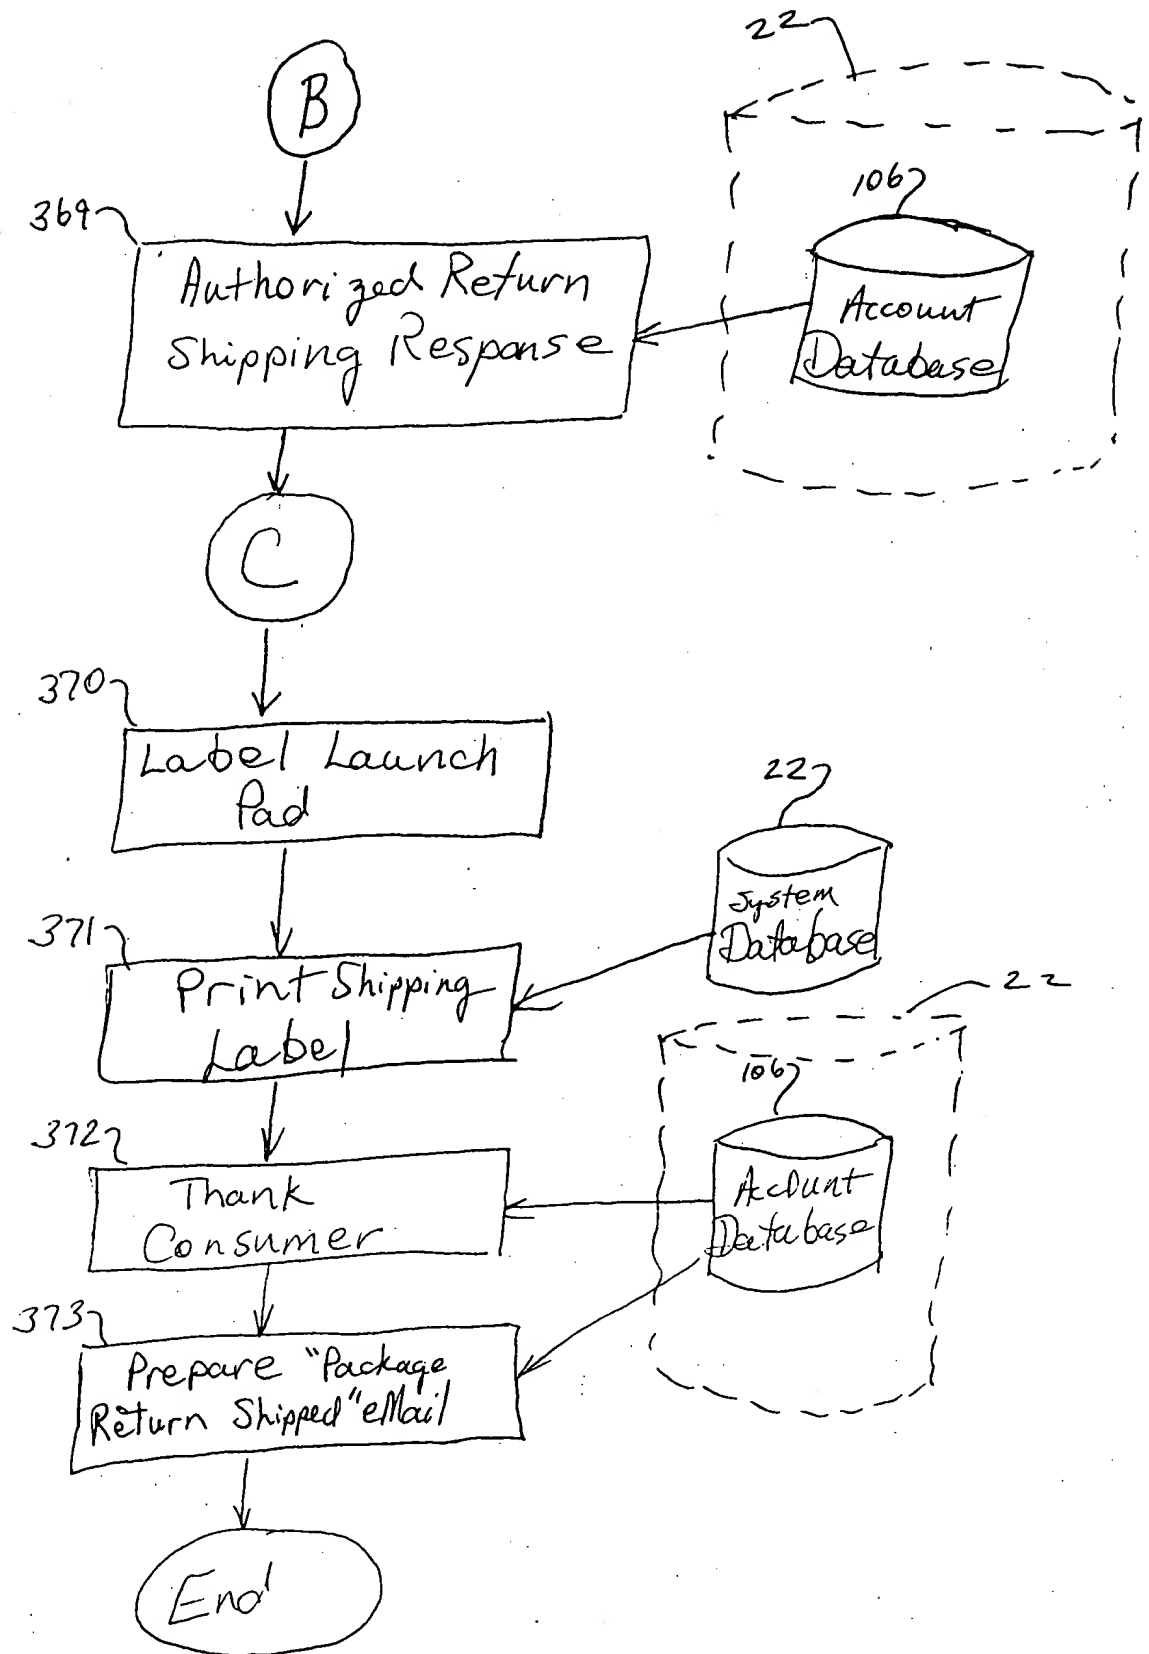 B
22
106
369
Authorized Return
Shipping Response
Account
Database
C
370
Label Launch
Pad
22
System
Database
371
Print Shipping
Label
22
106
372
Thank
Consumer
Account
Database
373
Prepare "Package
Return Shipped" eMail
End